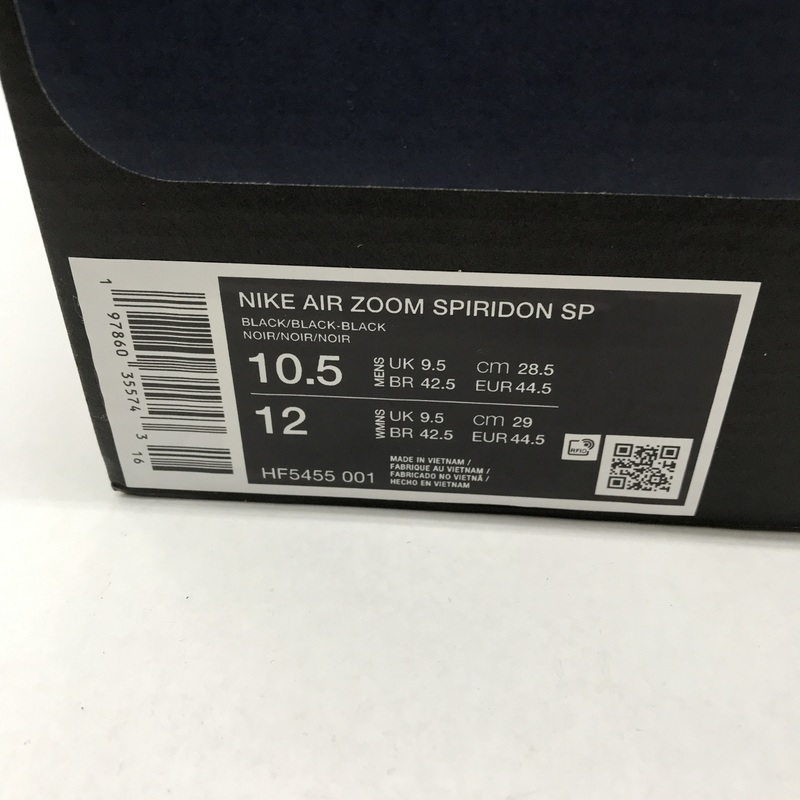 1 97860 35574 3 16
NIKE AIR ZOOM SPIRIDON SP
BLACK/BLACK-BLACK
NOIR/NOIR/NOIR
10.5 MENS UK 9.5 cm 28.5
BR 42.5 EUR 44.5
12 WMNS UK 9.5 cm 29
BR 42.5 EUR 44.5
HF5455 001
MADE IN VIETNAM /
FABRIQUE AU VIETNAM /
FABRICADO NO VIETNÃ /
HECHO EN VIETNAM
RFID